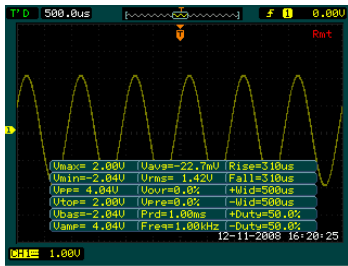 T'D 500.0us f 1 0.00V
T
Rmt
1
Vmax= 2.00V Vavg=-22.7mV Rise=310us
Vmin=-2.04V Vrms= 1.42V Fall=310us
Vpp= 4.04V Vovr=0.0% +Wid=500us
Vtop= 2.00V Vpre=0.0% -Wid=500us
Vbas=-2.04V Prd=1.00ms +Duty=50.0%
Vamp= 4.04V Freq=1.00kHz -Duty=50.0%
12-11-2008 16:20:25
CH1 1.00V